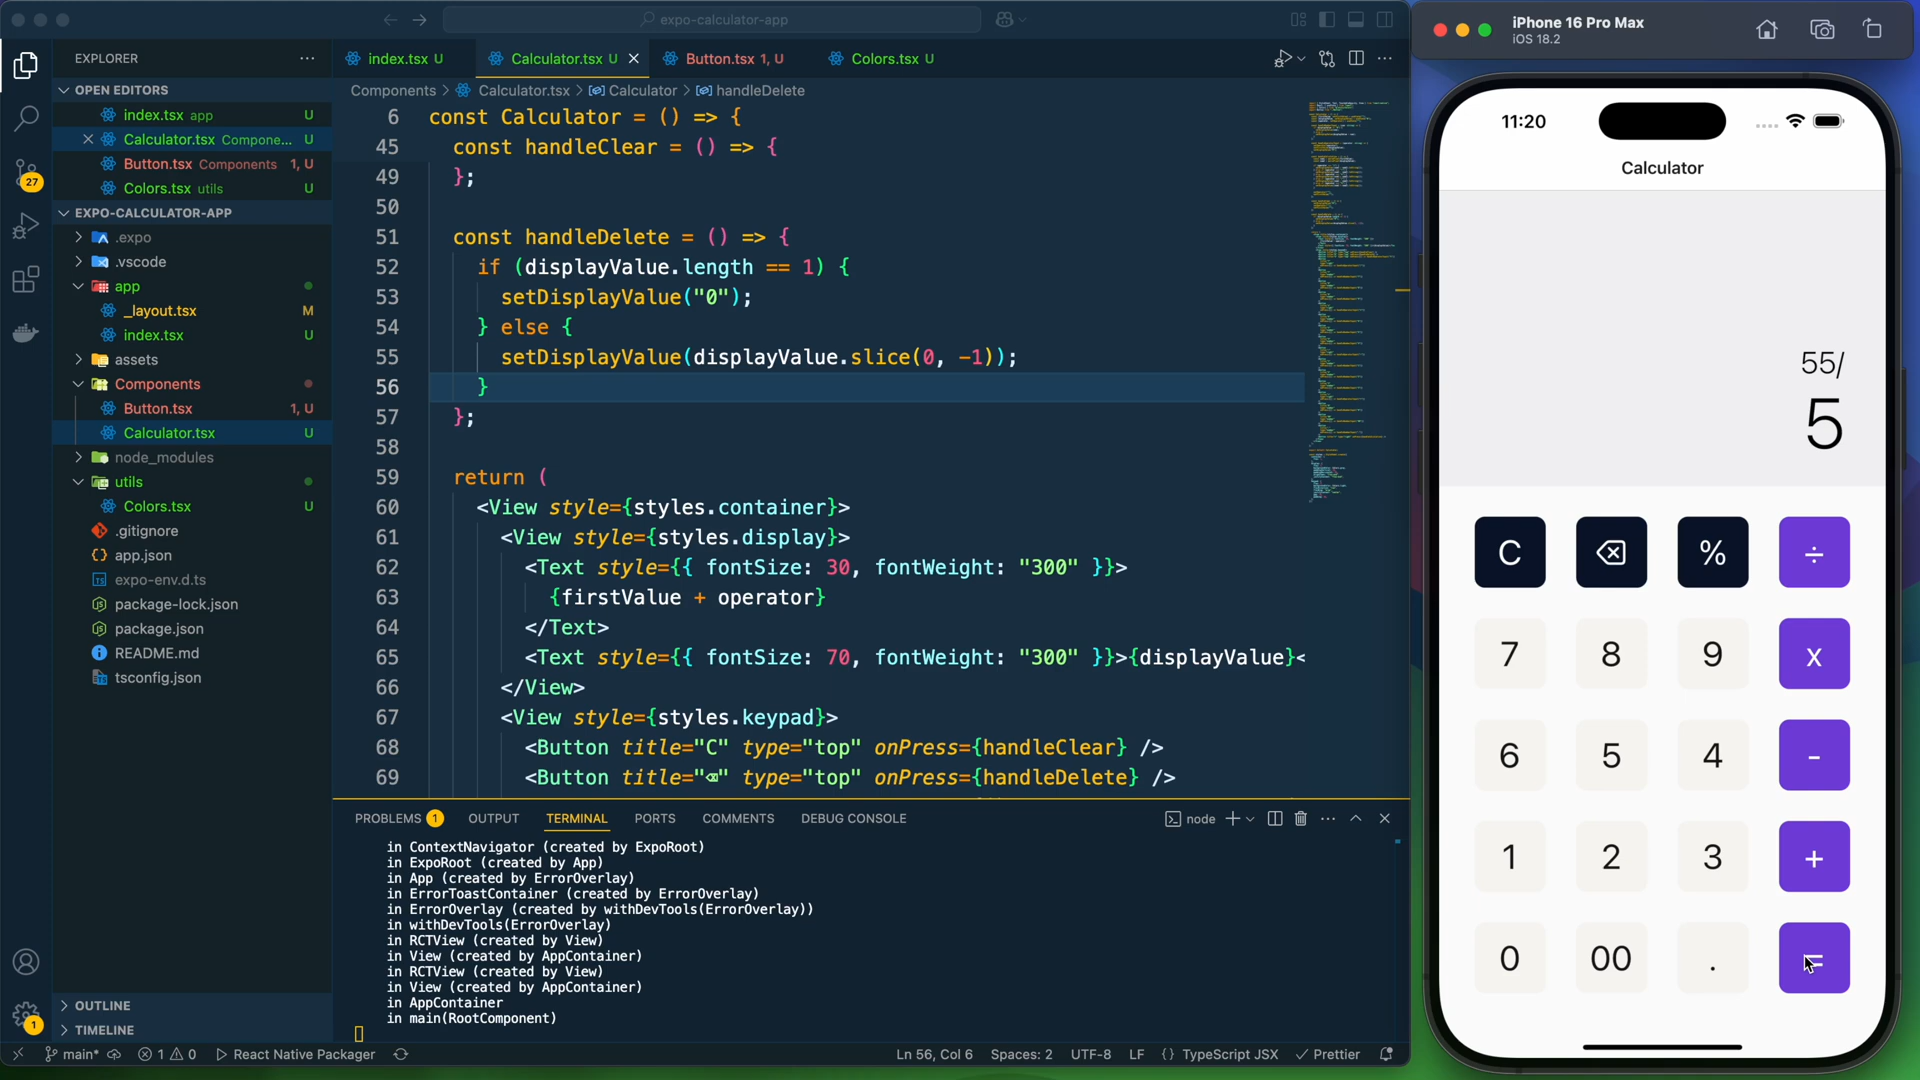 expo-calculator-app
EXPLORER
OPEN EDITORS
index.tsx app U
Calculator.tsx Compone... U
Button.tsx Components 1, U
Colors.tsx utils U
EXPO-CALCULATOR-APP
.expo
.vscode
app
_layout.tsx M
index.tsx U
assets
Components
Button.tsx 1, U
Calculator.tsx U
node_modules
utils
Colors.tsx U
.gitignore
app.json
expo-env.d.ts
package-lock.json
package.json
README.md
tsconfig.json
OUTLINE
TIMELINE
27
1
index.tsx U
Calculator.tsx U
Button.tsx 1, U
Colors.tsx U
Components > Calculator.tsx > Calculator > handleDelete
6 const Calculator = () => {
45 const handleClear = () => {
49 };
50
51 const handleDelete = () => {
52 if (displayValue.length == 1) {
53 setDisplayValue("0");
54 } else {
55 setDisplayValue(displayValue.slice(0, -1));
56 }
57 };
58
59 return (
60 <View style={styles.container}>
61 <View style={styles.display}>
62 <Text style={{ fontSize: 30, fontWeight: "300" }}>
63 {firstValue + operator}
64 </Text>
65 <Text style={{ fontSize: 70, fontWeight: "300" }}>{displayValue}<
66 </View>
67 <View style={styles.keypad}>
68 <Button title="C" type="top" onPress={handleClear} />
69 <Button title="⌫" type="top" onPress={handleDelete} />
PROBLEMS 1 OUTPUT TERMINAL PORTS COMMENTS DEBUG CONSOLE
node
in ContextNavigator (created by ExpoRoot)
in ExpoRoot (created by App)
in App (created by ErrorOverlay)
in ErrorToastContainer (created by ErrorOverlay)
in ErrorOverlay (created by withDevTools(ErrorOverlay))
in withDevTools(ErrorOverlay)
in RCTView (created by View)
in View (created by AppContainer)
in RCTView (created by View)
in View (created by AppContainer)
in AppContainer
in main(RootComponent)
main* 1 0 React Native Packager
Ln 56, Col 6 Spaces: 2 UTF-8 LF {} TypeScript JSX Prettier
iPhone 16 Pro Max
iOS 18.2
11:20
Calculator
55/
5
C ⌫ % ÷
7 8 9 x
6 5 4 -
1 2 3 +
0 00 . =